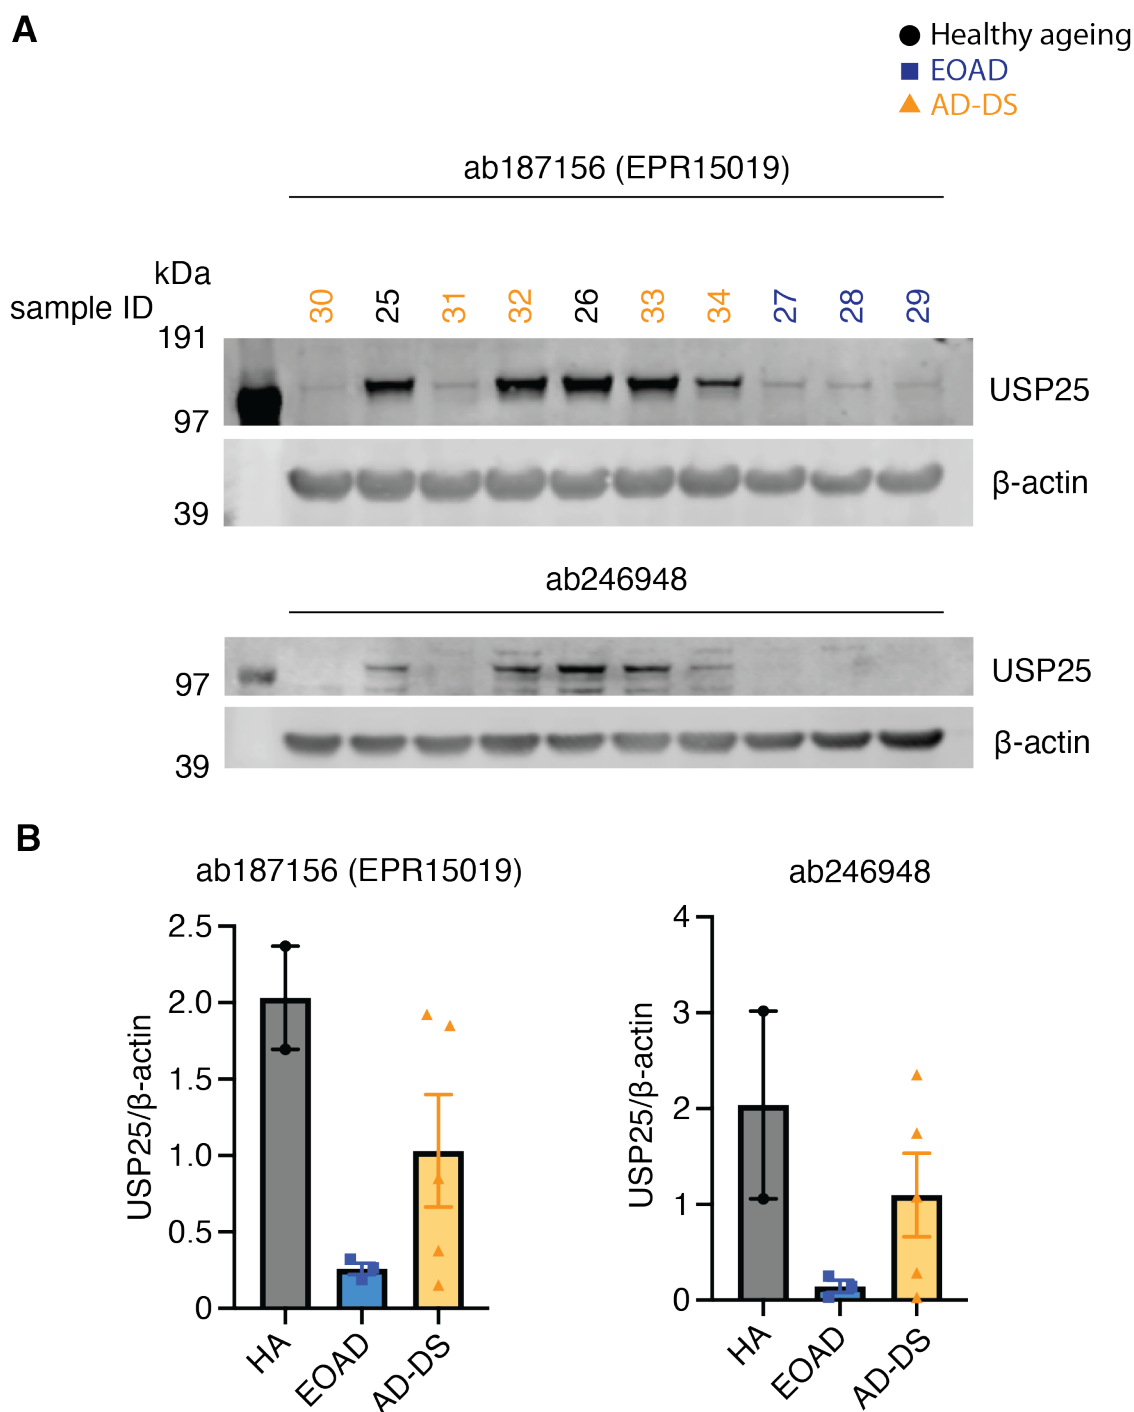 A
Healthy ageing
EOAD
AD-DS
ab187156 (EPR15019)
kDa
sample ID 30 25 31 32 26 33 34 27 28 29
191
USP25
97
β-actin
39
ab246948
USP25
97
β-actin
39
B
ab187156 (EPR15019)
USP25/β-actin
2.5
2.0
1.5
1.0
0.5
0
HA EOAD AD-DS
ab246948
USP25/β-actin
4
3
2
1
0
HA EOAD AD-DS